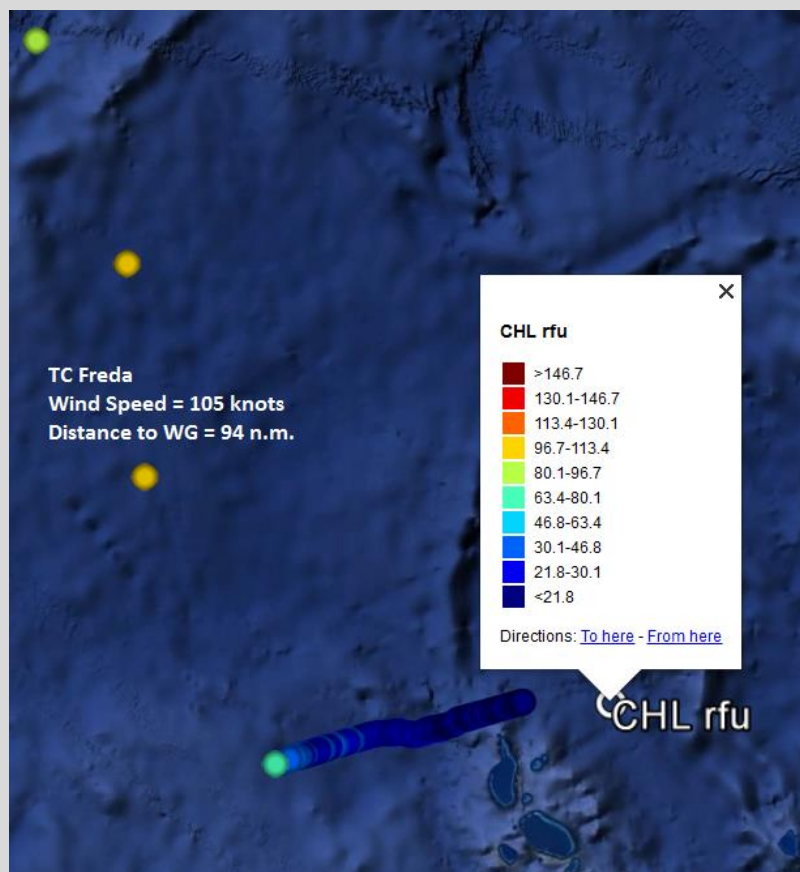 TC Freda
Wind Speed = 105 knots
Distance to WG = 94 n.m.
CHL rfu
>146.7
130.1-146.7
113.4-130.1
96.7-113.4
80.1-96.7
63.4-80.1
46.8-63.4
30.1-46.8
21.8-30.1
<21.8
Directions: To here - From here
CHL rfu